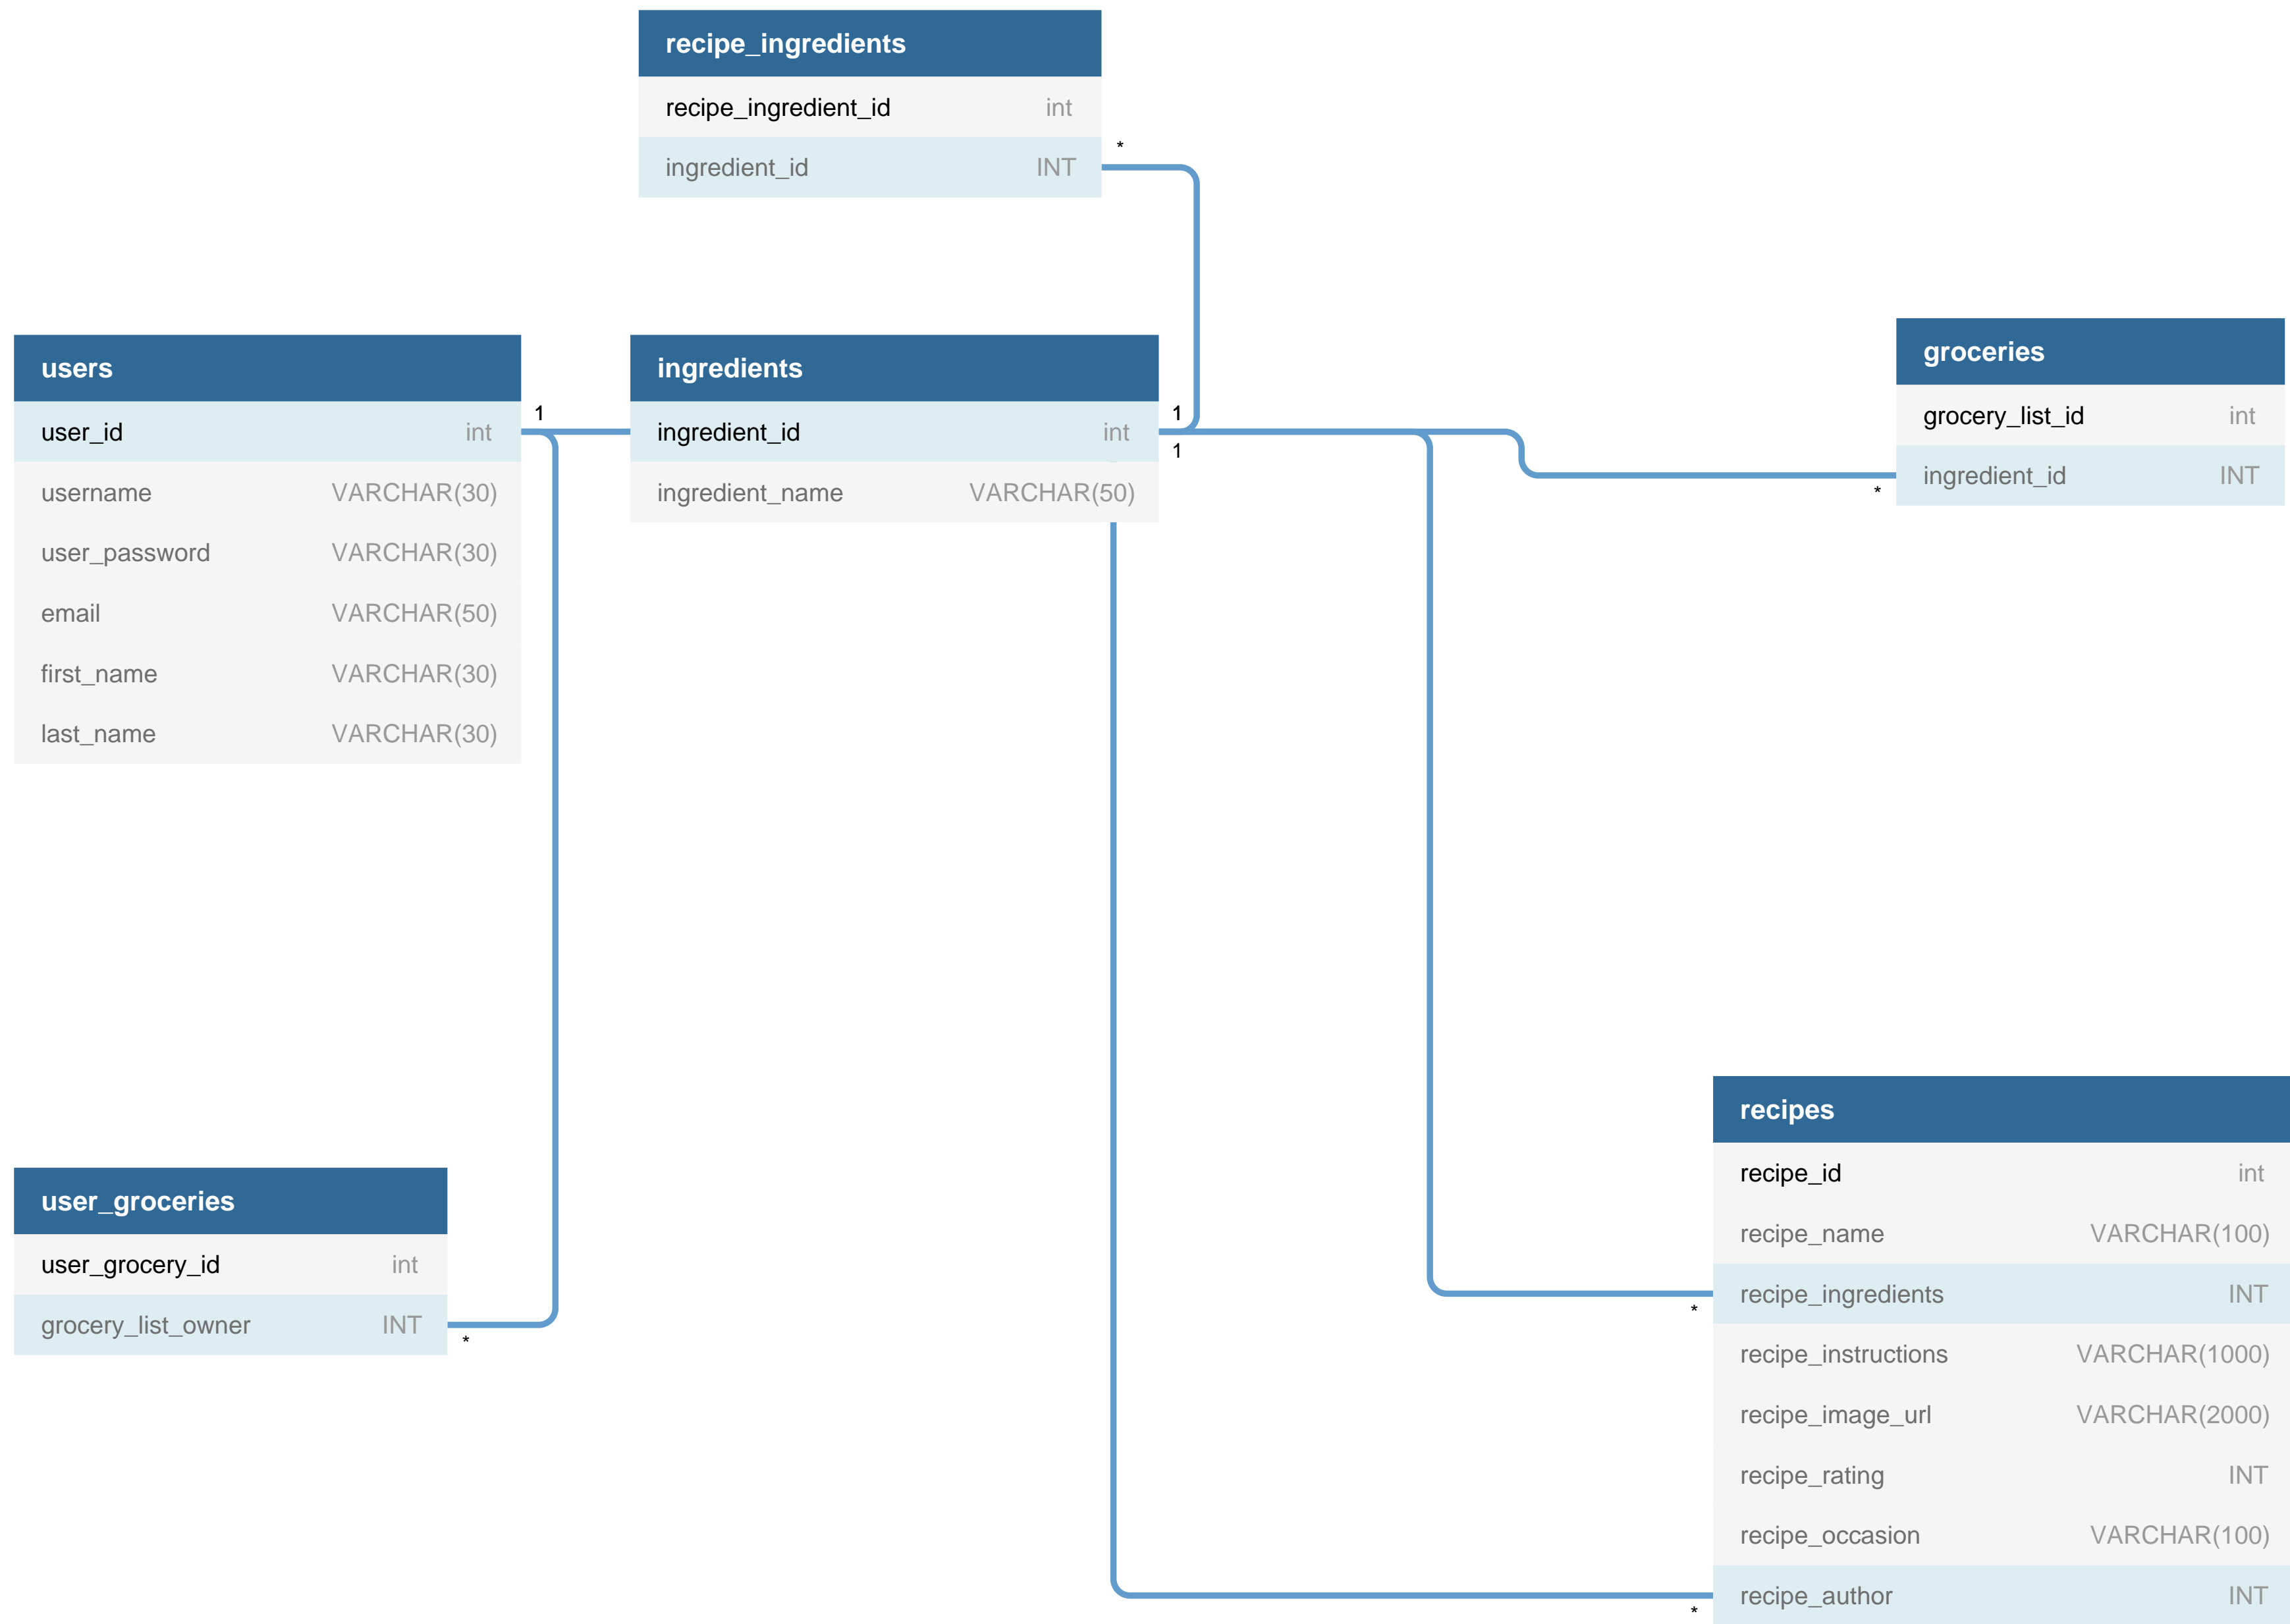 recipe_ingredients
recipe_ingredient_id int
ingredient_id INT
*
users
user_id int
1
username VARCHAR(30)
user_password VARCHAR(30)
email VARCHAR(50)
first_name VARCHAR(30)
last_name VARCHAR(30)
ingredients
ingredient_id int
1
1
ingredient_name VARCHAR(50)
groceries
grocery_list_id int
ingredient_id INT
*
user_groceries
user_grocery_id int
grocery_list_owner INT
*
recipes
recipe_id int
recipe_name VARCHAR(100)
recipe_ingredients INT
*
recipe_instructions VARCHAR(1000)
recipe_image_url VARCHAR(2000)
recipe_rating INT
recipe_occasion VARCHAR(100)
recipe_author INT
*